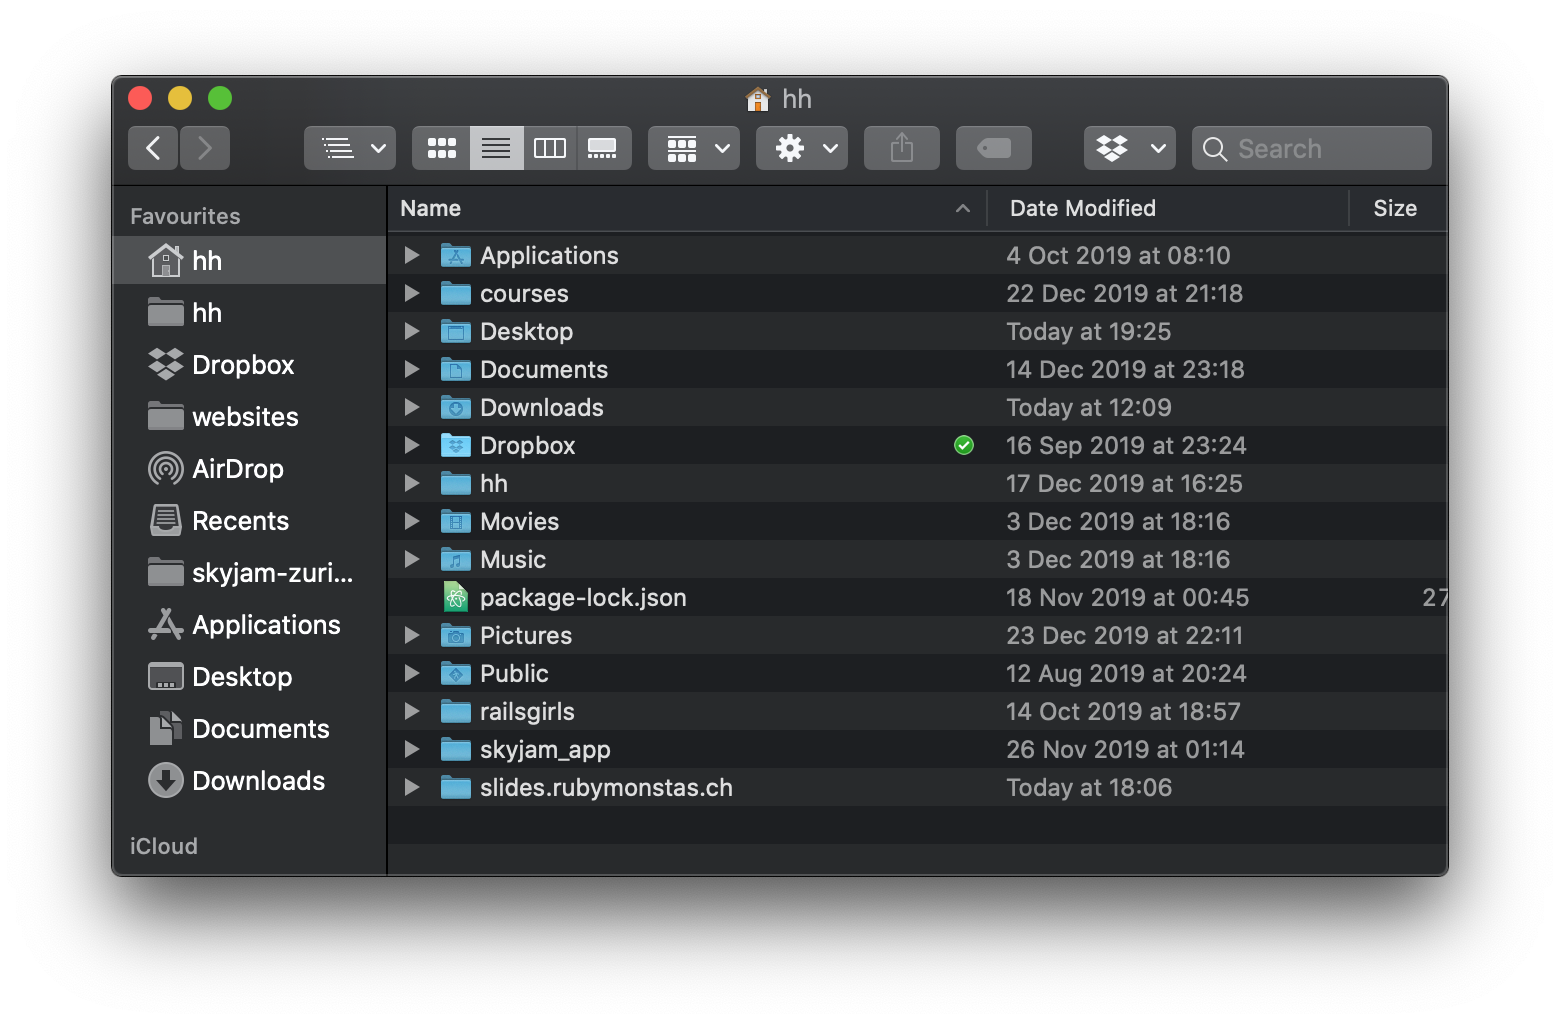 hh
Search
Favourites
hh
hh
Dropbox
websites
AirDrop
Recents
skyjam-zuri...
Applications
Desktop
Documents
Downloads
iCloud
Name Date Modified Size
Applications 4 Oct 2019 at 08:10
courses 22 Dec 2019 at 21:18
Desktop Today at 19:25
Documents 14 Dec 2019 at 23:18
Downloads Today at 12:09
Dropbox 16 Sep 2019 at 23:24
hh 17 Dec 2019 at 16:25
Movies 3 Dec 2019 at 18:16
Music 3 Dec 2019 at 18:16
package-lock.json 18 Nov 2019 at 00:45 27
Pictures 23 Dec 2019 at 22:11
Public 12 Aug 2019 at 20:24
railsgirls 14 Oct 2019 at 18:57
skyjam_app 26 Nov 2019 at 01:14
slides.rubymonstas.ch Today at 18:06